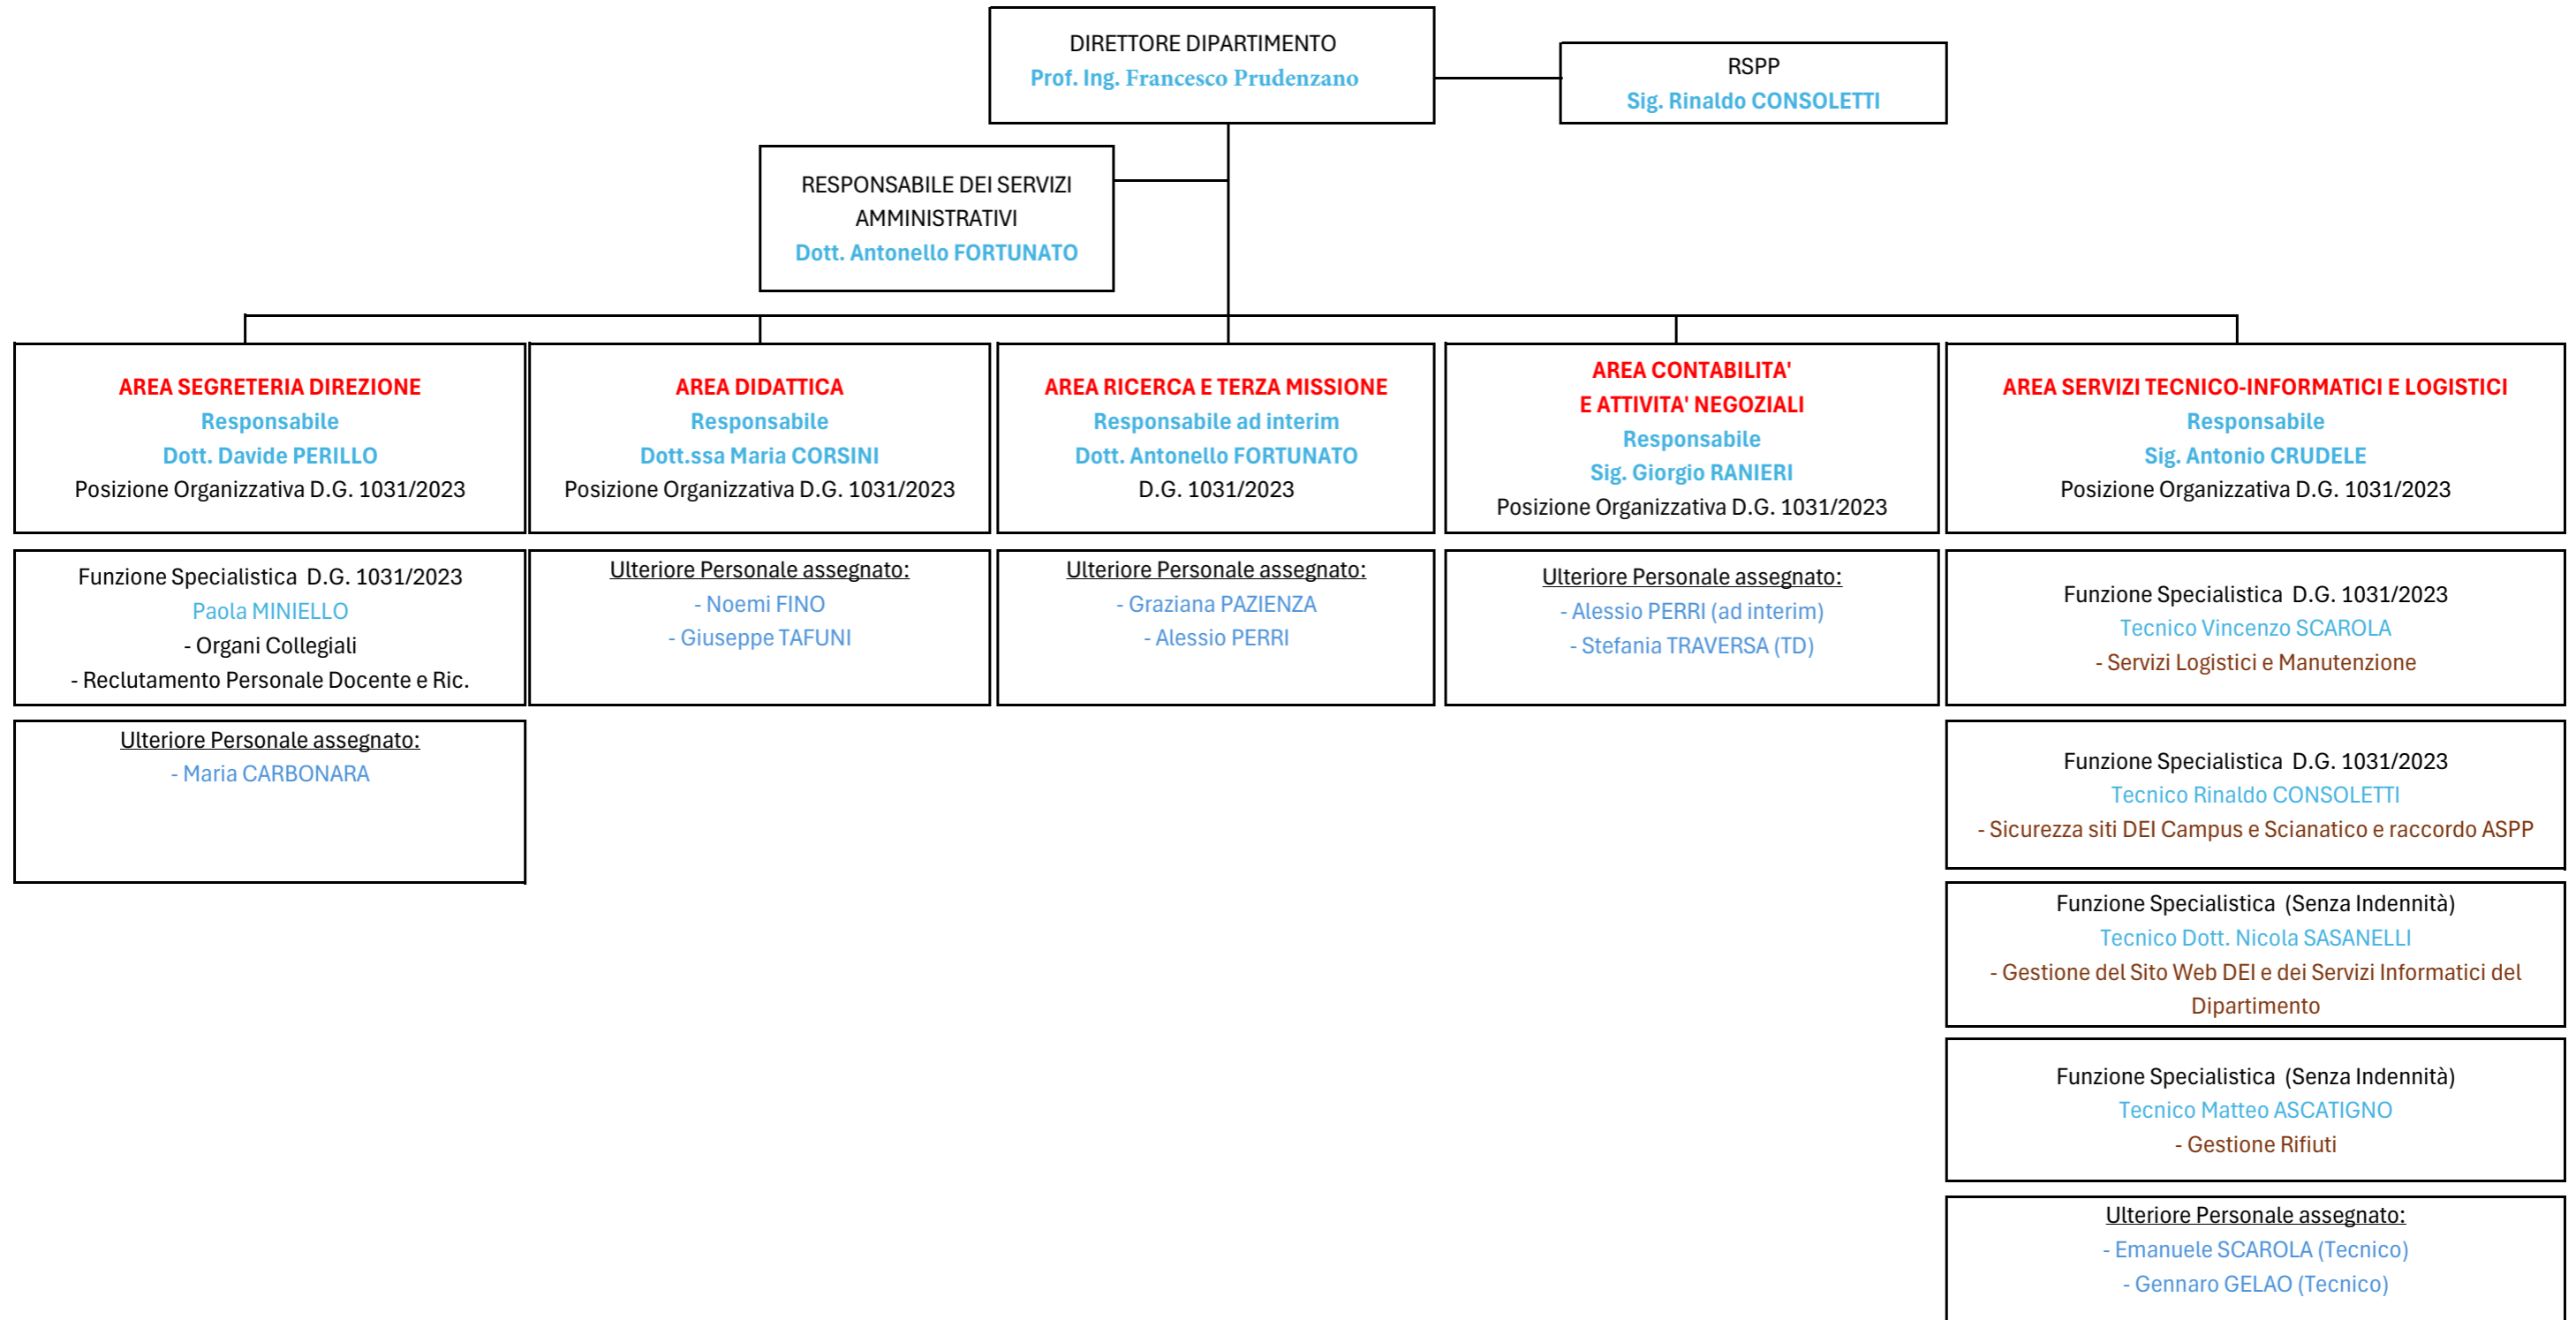 DIRETTORE DIPARTIMENTO
Prof. Ing. Francesco Prudenzano
RSPP
Sig. Rinaldo CONSOLETTI
RESPONSABILE DEI SERVIZI
AMMINISTRATIVI
Dott. Antonello FORTUNATO
AREA SEGRETERIA DIREZIONE
Responsabile
Dott. Davide PERILLO
Posizione Organizzativa D.G. 1031/2023
AREA DIDATTICA
Responsabile
Dott.ssa Maria CORSINI
Posizione Organizzativa D.G. 1031/2023
AREA RICERCA E TERZA MISSIONE
Responsabile ad interim
Dott. Antonello FORTUNATO
D.G. 1031/2023
AREA CONTABILITA'
E ATTIVITA' NEGOZIALI
Responsabile
Sig. Giorgio RANIERI
Posizione Organizzativa D.G. 1031/2023
AREA SERVIZI TECNICO-INFORMATICI E LOGISTICI
Responsabile
Sig. Antonio CRUDELE
Posizione Organizzativa D.G. 1031/2023
Funzione Specialistica D.G. 1031/2023
Paola MINIELLO
- Organi Collegiali
- Reclutamento Personale Docente e Ric.
Ulteriore Personale assegnato:
- Noemi FINO
- Giuseppe TAFUNI
Ulteriore Personale assegnato:
- Graziana PAZIENZA
- Alessio PERRI
Ulteriore Personale assegnato:
- Alessio PERRI (ad interim)
- Stefania TRAVERSA (TD)
Funzione Specialistica D.G. 1031/2023
Tecnico Vincenzo SCAROLA
- Servizi Logistici e Manutenzione
Ulteriore Personale assegnato:
- Maria CARBONARA
Funzione Specialistica D.G. 1031/2023
Tecnico Rinaldo CONSOLETTI
- Sicurezza siti DEI Campus e Scianatico e raccordo ASPP
Funzione Specialistica (Senza Indennità)
Tecnico Dott. Nicola SASANELLI
- Gestione del Sito Web DEI e dei Servizi Informatici del
Dipartimento
Funzione Specialistica (Senza Indennità)
Tecnico Matteo ASCATIGNO
- Gestione Rifiuti
Ulteriore Personale assegnato:
- Emanuele SCAROLA (Tecnico)
- Gennaro GELAO (Tecnico)